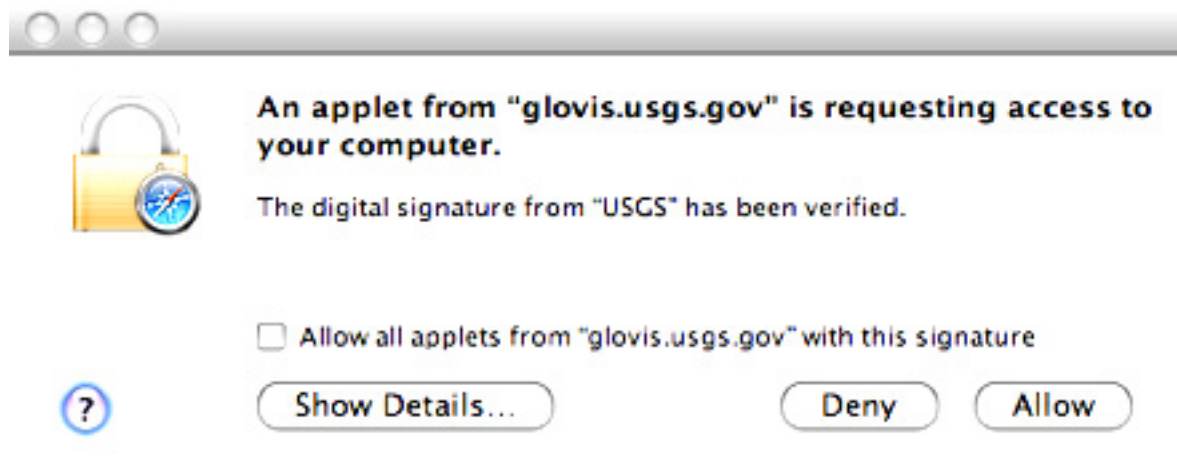 An applet from “glovis.usgs.gov" is requesting access to
your computer.
The digital signature from “USGS” has been verified.
Allow all applets from “glovis.usgs.gov” with this signature
?
Show Details...
Deny
Allow